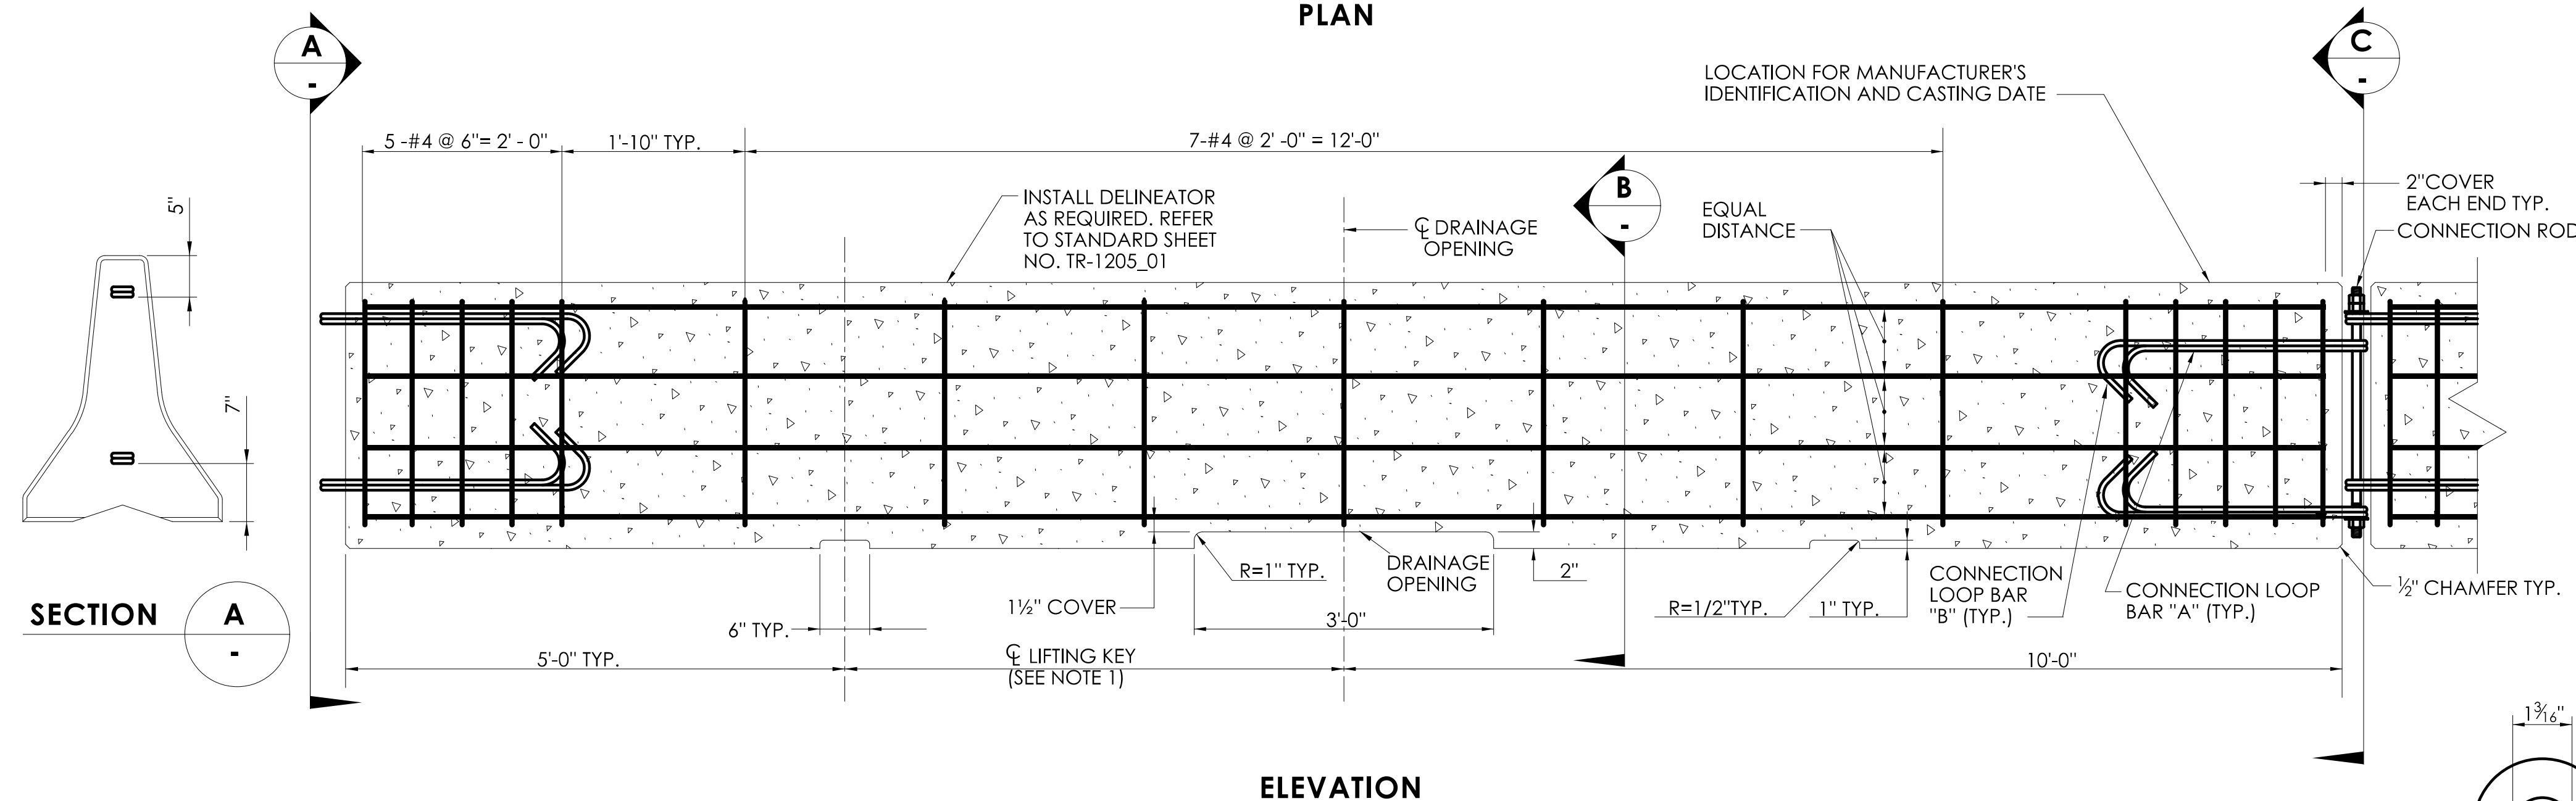 PLAN
A
-
C
-
LOCATION FOR MANUFACTURER'S
IDENTIFICATION AND CASTING DATE
5 -#4 @ 6"= 2' - 0"
1'-10" TYP.
7-#4 @ 2' -0" = 12'-0"
B
-
2"COVER
EACH END TYP.
CONNECTION ROD
5"
INSTALL DELINEATOR
AS REQUIRED. REFER
TO STANDARD SHEET
NO. TR-1205_01
℄ DRAINAGE
OPENING
EQUAL
DISTANCE
7"
R=1" TYP.
DRAINAGE
OPENING
2"
1½" COVER
6" TYP.
3'-0"
R=1/2"TYP.
1" TYP.
CONNECTION
LOOP BAR
"B" (TYP.)
CONNECTION LOOP
BAR "A" (TYP.)
½" CHAMFER TYP.
SECTION
A
-
5'-0" TYP.
℄ LIFTING KEY
(SEE NOTE 1)
10'-0"
1 3⁄16"
ELEVATION